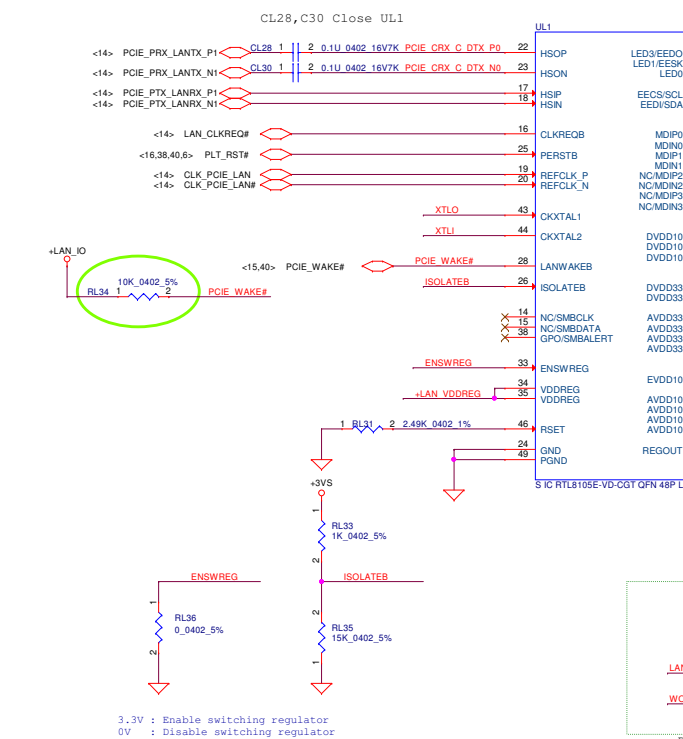 CL28,C30 Close UL1
UL1
<14> PCIE_PRX_LANTX_P1 CL28 1 2 0.1U_0402_16V7K PCIE_CRX_C_DTX_P0 22 HSOP LED3/EEDO
LED1/EESK
<14> PCIE_PRX_LANTX_N1 CL30 1 2 0.1U_0402_16V7K PCIE_CRX_C_DTX_N0 23 HSON LED0
<14> PCIE_PTX_LANRX_P1 17 HSIP EECS/SCL
<14> PCIE_PTX_LANRX_N1 18 HSIN EEDI/SDA
<14> LAN_CLKREQ# 16 CLKREQB MDIP0
MDIN0
<16,38,40,6> PLT_RST# 25 PERSTB MDIP1
MDIN1
<14> CLK_PCIE_LAN 19 REFCLK_P NC/MDIP2
<14> CLK_PCIE_LAN# 20 REFCLK_N NC/MDIN2
NC/MDIP3
NC/MDIN3
XTLO 43 CKXTAL1
XTLI 44 CKXTAL2 DVDD10
DVDD10
DVDD10
+LAN_IO
<15,40> PCIE_WAKE# PCIE_WAKE# 28 LANWAKEB
10K_0402_5%
RL34 1 2 PCIE_WAKE#
ISOLATEB 26 ISOLATEB DVDD33
DVDD33
14 NC/SMBCLK AVDD33
15 NC/SMBDATA AVDD33
38 GPO/SMBALERT AVDD33
AVDD33
ENSWREG 33 ENSWREG
34 VDDREG EVDD10
+LAN_VDDREG 35 VDDREG AVDD10
AVDD10
AVDD10
1 RL31 2 2.49K_0402_1% 46 RSET AVDD10
24 GND REGOUT
49 PGND
S IC RTL8105E-VD-CGT QFN 48P L
+3VS
1
RL33
1K_0402_5%
2
ENSWREG
ISOLATEB
1
RL36
0_0402_5%
2
2
RL35
15K_0402_5%
1
3.3V : Enable switching regulator
0V : Disable switching regulator